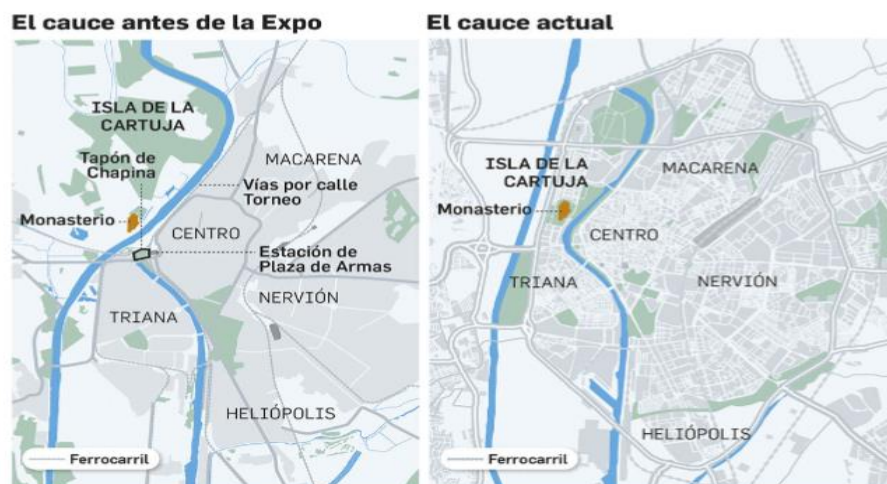 El cauce antes de la Expo
ISLA DE LA
CARTUJA
Tapón de
Chapina
MACARENA
Vías por calle
Torneo
Monasterio
CENTRO
Estación de
Plaza de Armas
NERVIÓN
TRIANA
HELIÓPOLIS
Ferrocarril
El cauce actual
ISLA DE LA
CARTUJA
MACARENA
Monasterio
CENTRO
TRIANA
NERVIÓN
HELIÓPOLIS
Ferrocarril